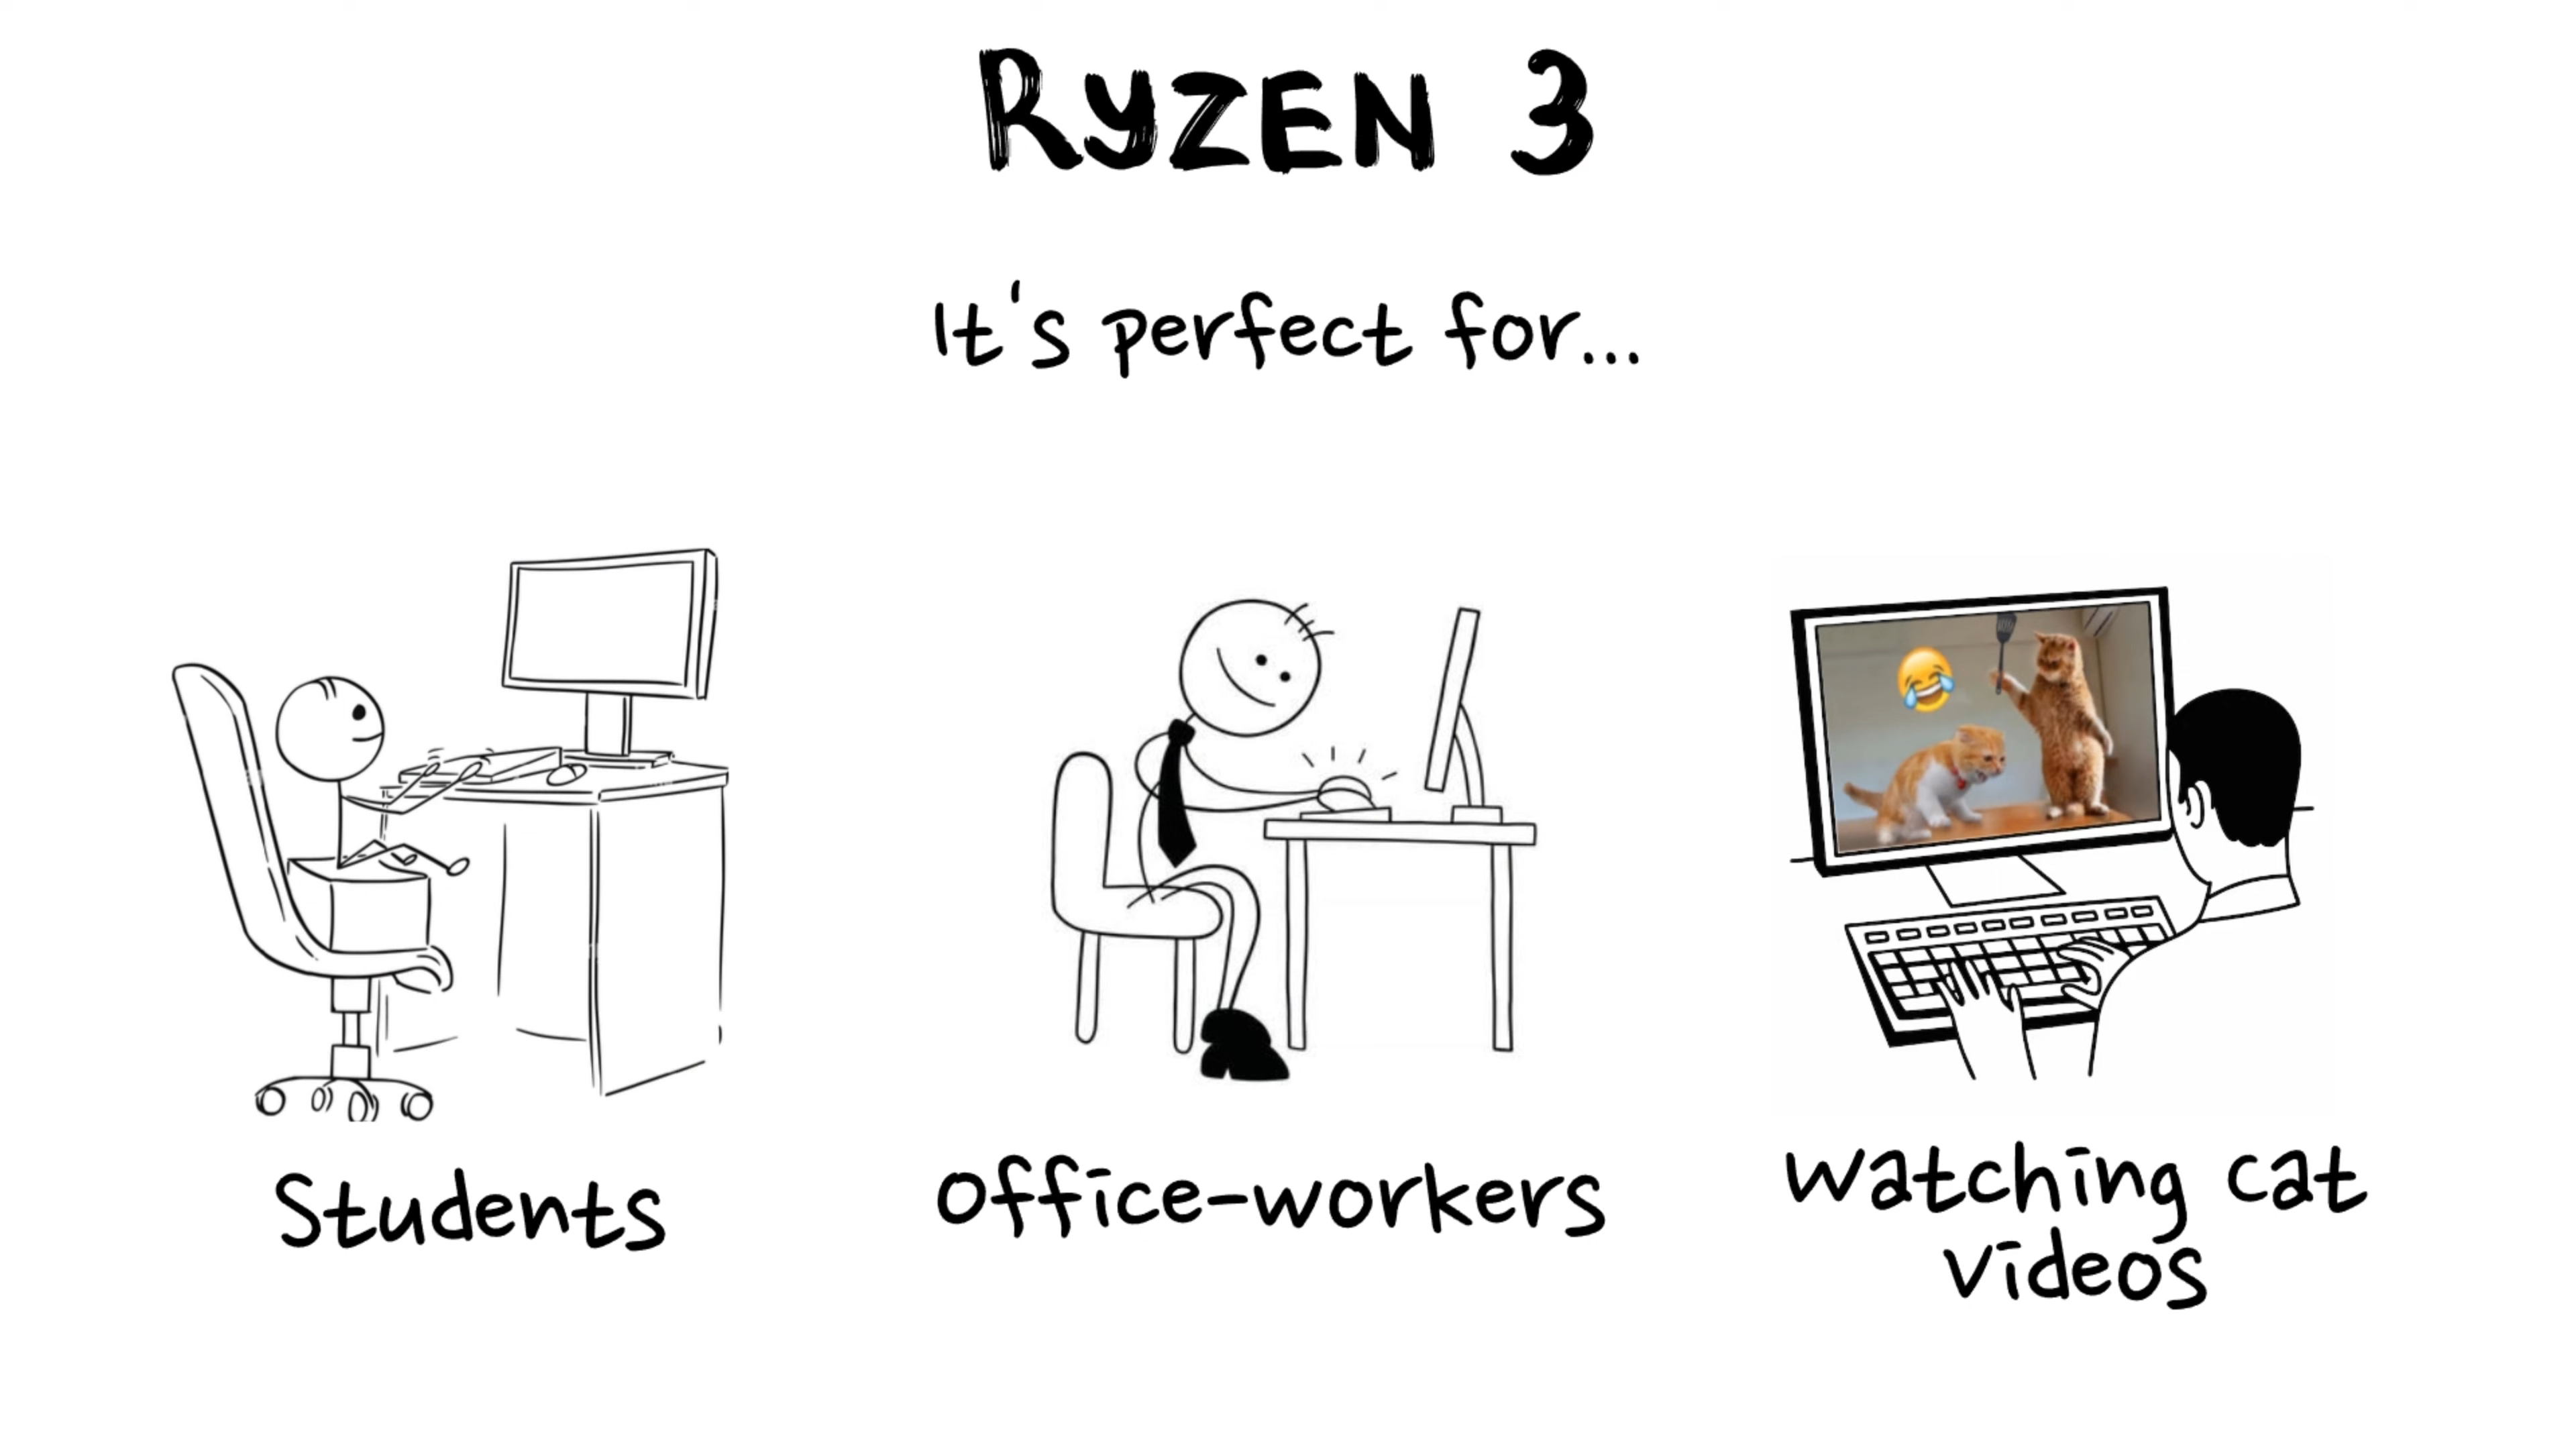 RYZEN 3
It's perfect for...
Students
Office-workers
Watching cat
videos